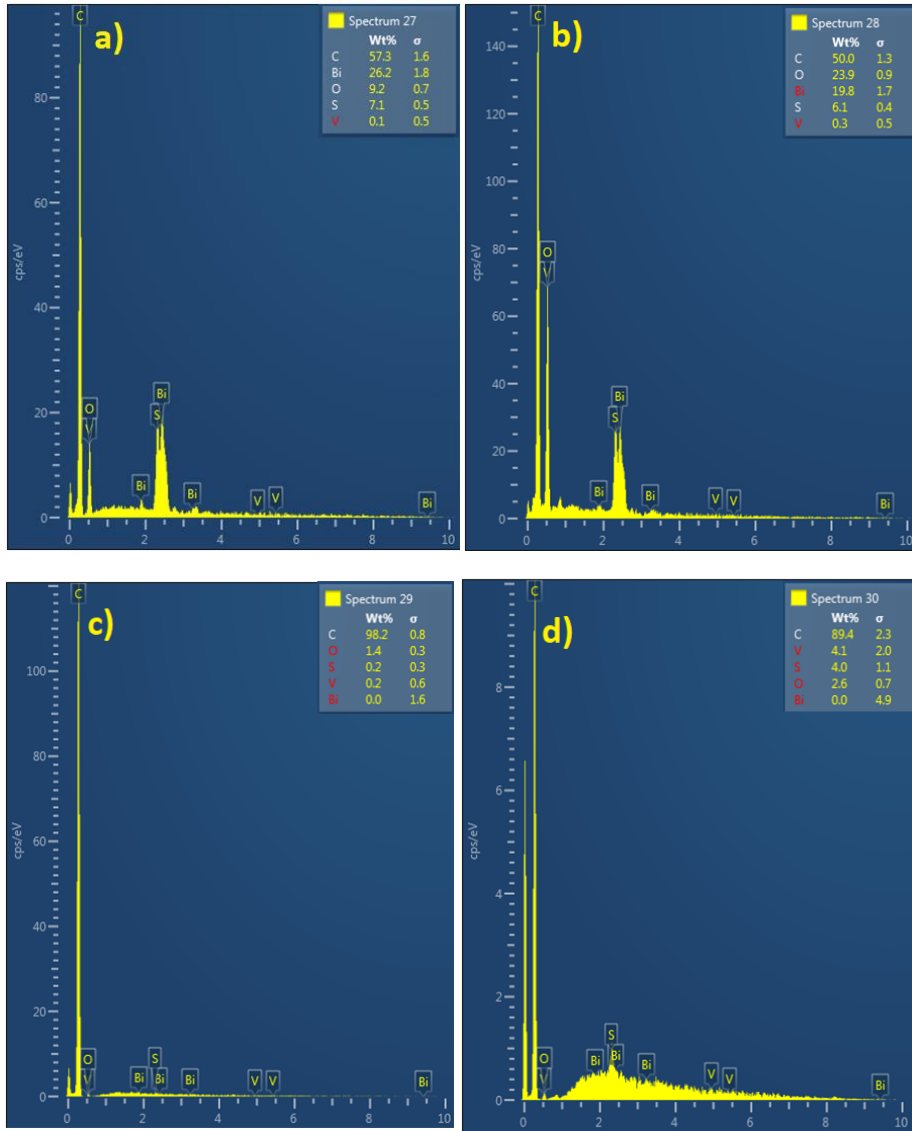 a)
Spectrum 27
Wt% σ
C 57.3 1.6
Bi 26.2 1.8
O 9.2 0.7
S 7.1 0.5
V 0.1 0.5
C
80
60
40
20
0
cps/eV
O
V
Bi
S
Bi
Bi
V
V
Bi
0 2 4 6 8 10
b)
Spectrum 28
Wt% σ
C 50.0 1.3
O 23.9 0.9
Bi 19.8 1.7
S 6.1 0.4
V 0.3 0.5
C
140
120
100
80
60
40
20
0
cps/eV
O
V
Bi
S
Bi
Bi
V
V
Bi
0 2 4 6 8 10
c)
Spectrum 29
Wt% σ
C 98.2 0.8
O 1.4 0.3
S 0.2 0.3
V 0.2 0.6
Bi 0.0 1.6
C
100
80
60
40
20
0
cps/eV
O
V
Bi
S
Bi
Bi
V
V
Bi
0 2 4 6 8 10
d)
Spectrum 30
Wt% σ
C 89.4 2.3
V 4.1 2.0
S 4.0 1.1
O 2.6 0.7
Bi 0.0 4.9
C
8
6
4
2
0
cps/eV
O
V
Bi
S
Bi
Bi
V
V
Bi
0 2 4 6 8 10